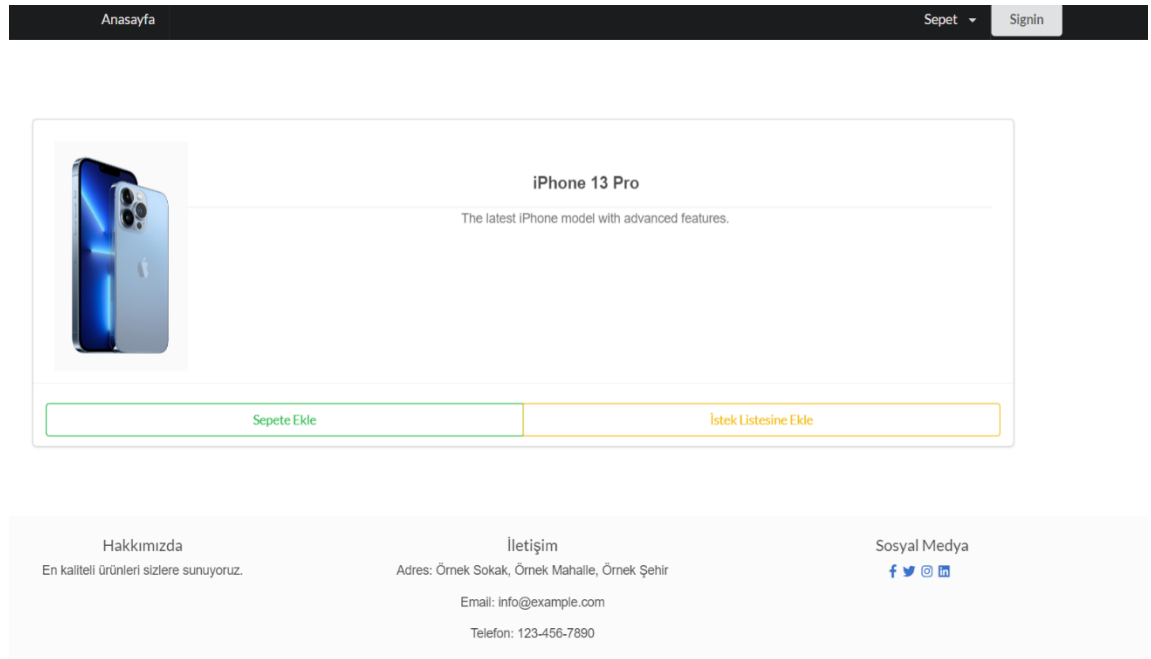 Anasayfa
Sepet
Signin
iPhone 13 Pro
The latest iPhone model with advanced features.
Sepete Ekle
İstek Listesine Ekle
Hakkımızda
En kaliteli ürünleri sizlere sunuyoruz.
İletişim
Adres: Örnek Sokak, Örnek Mahalle, Örnek Şehir
Email: info@example.com
Telefon: 123-456-7890
Sosyal Medya